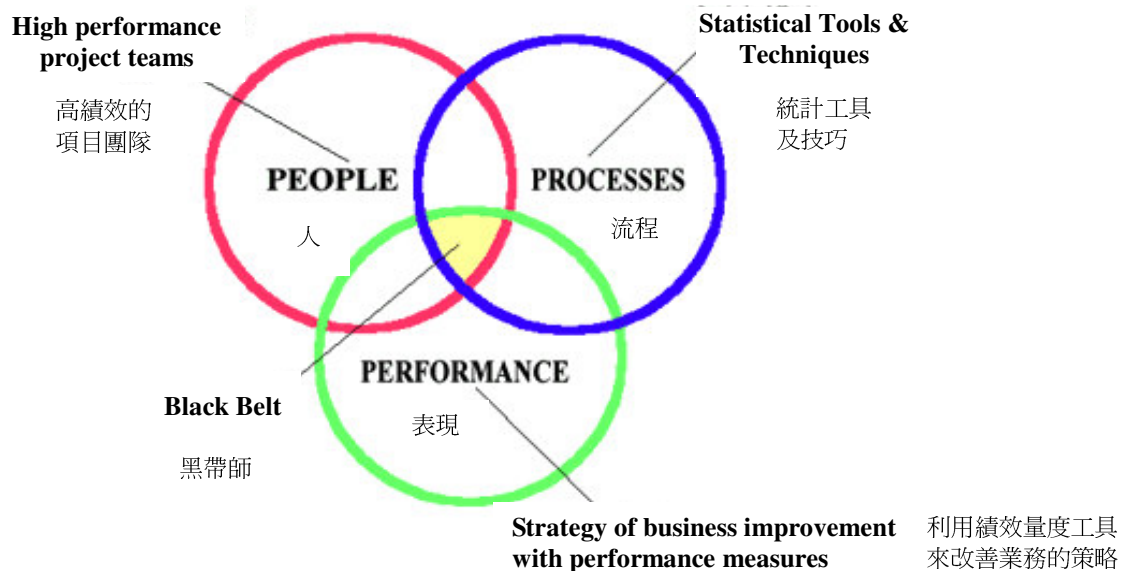 High performance
project teams
高績效的
項目團隊
Statistical Tools &
Techniques
統計工具
及技巧
PEOPLE
人
PROCESSES
流程
PERFORMANCE
表現
Black Belt
黑帶師
Strategy of business improvement
with performance measures
利用績效量度工具
來改善業務的策略